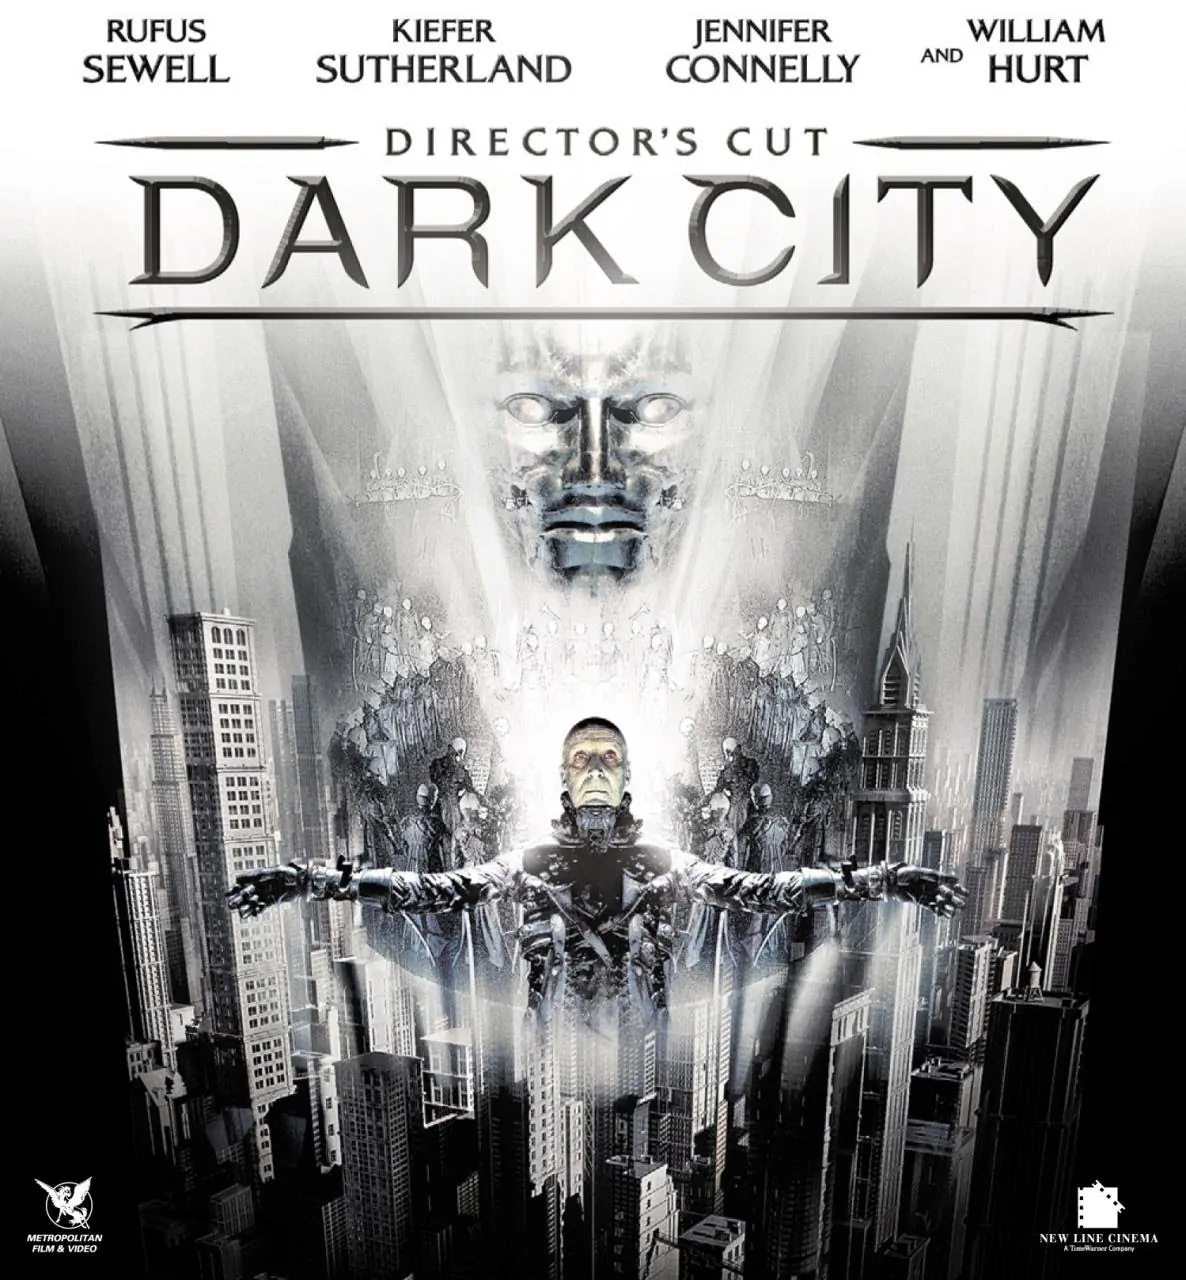 RUFUS
SEWELL
KIEFER
SUTHERLAND
JENNIFER
CONNELLY
AND WILLIAM
HURT
DIRECTOR'S CUT
DARK CITY
METROPOLITAN
FILM & VIDEO
NEW LINE CINEMA
A TimeWarner Company